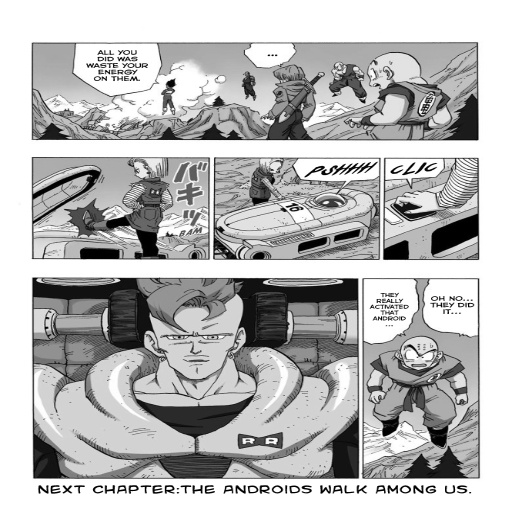 ALL YOU
DID WAS
WASTE YOUR
ENERGY
ON THEM.
...
バキッ
BAM
16
PSHHHH
CLIC
RR
THEY
REALLY
ACTIVATED
THAT
ANDROID
...
OH NO...
THEY DID
IT...
NEXT CHAPTER:THE ANDROIDS WALK AMONG US.